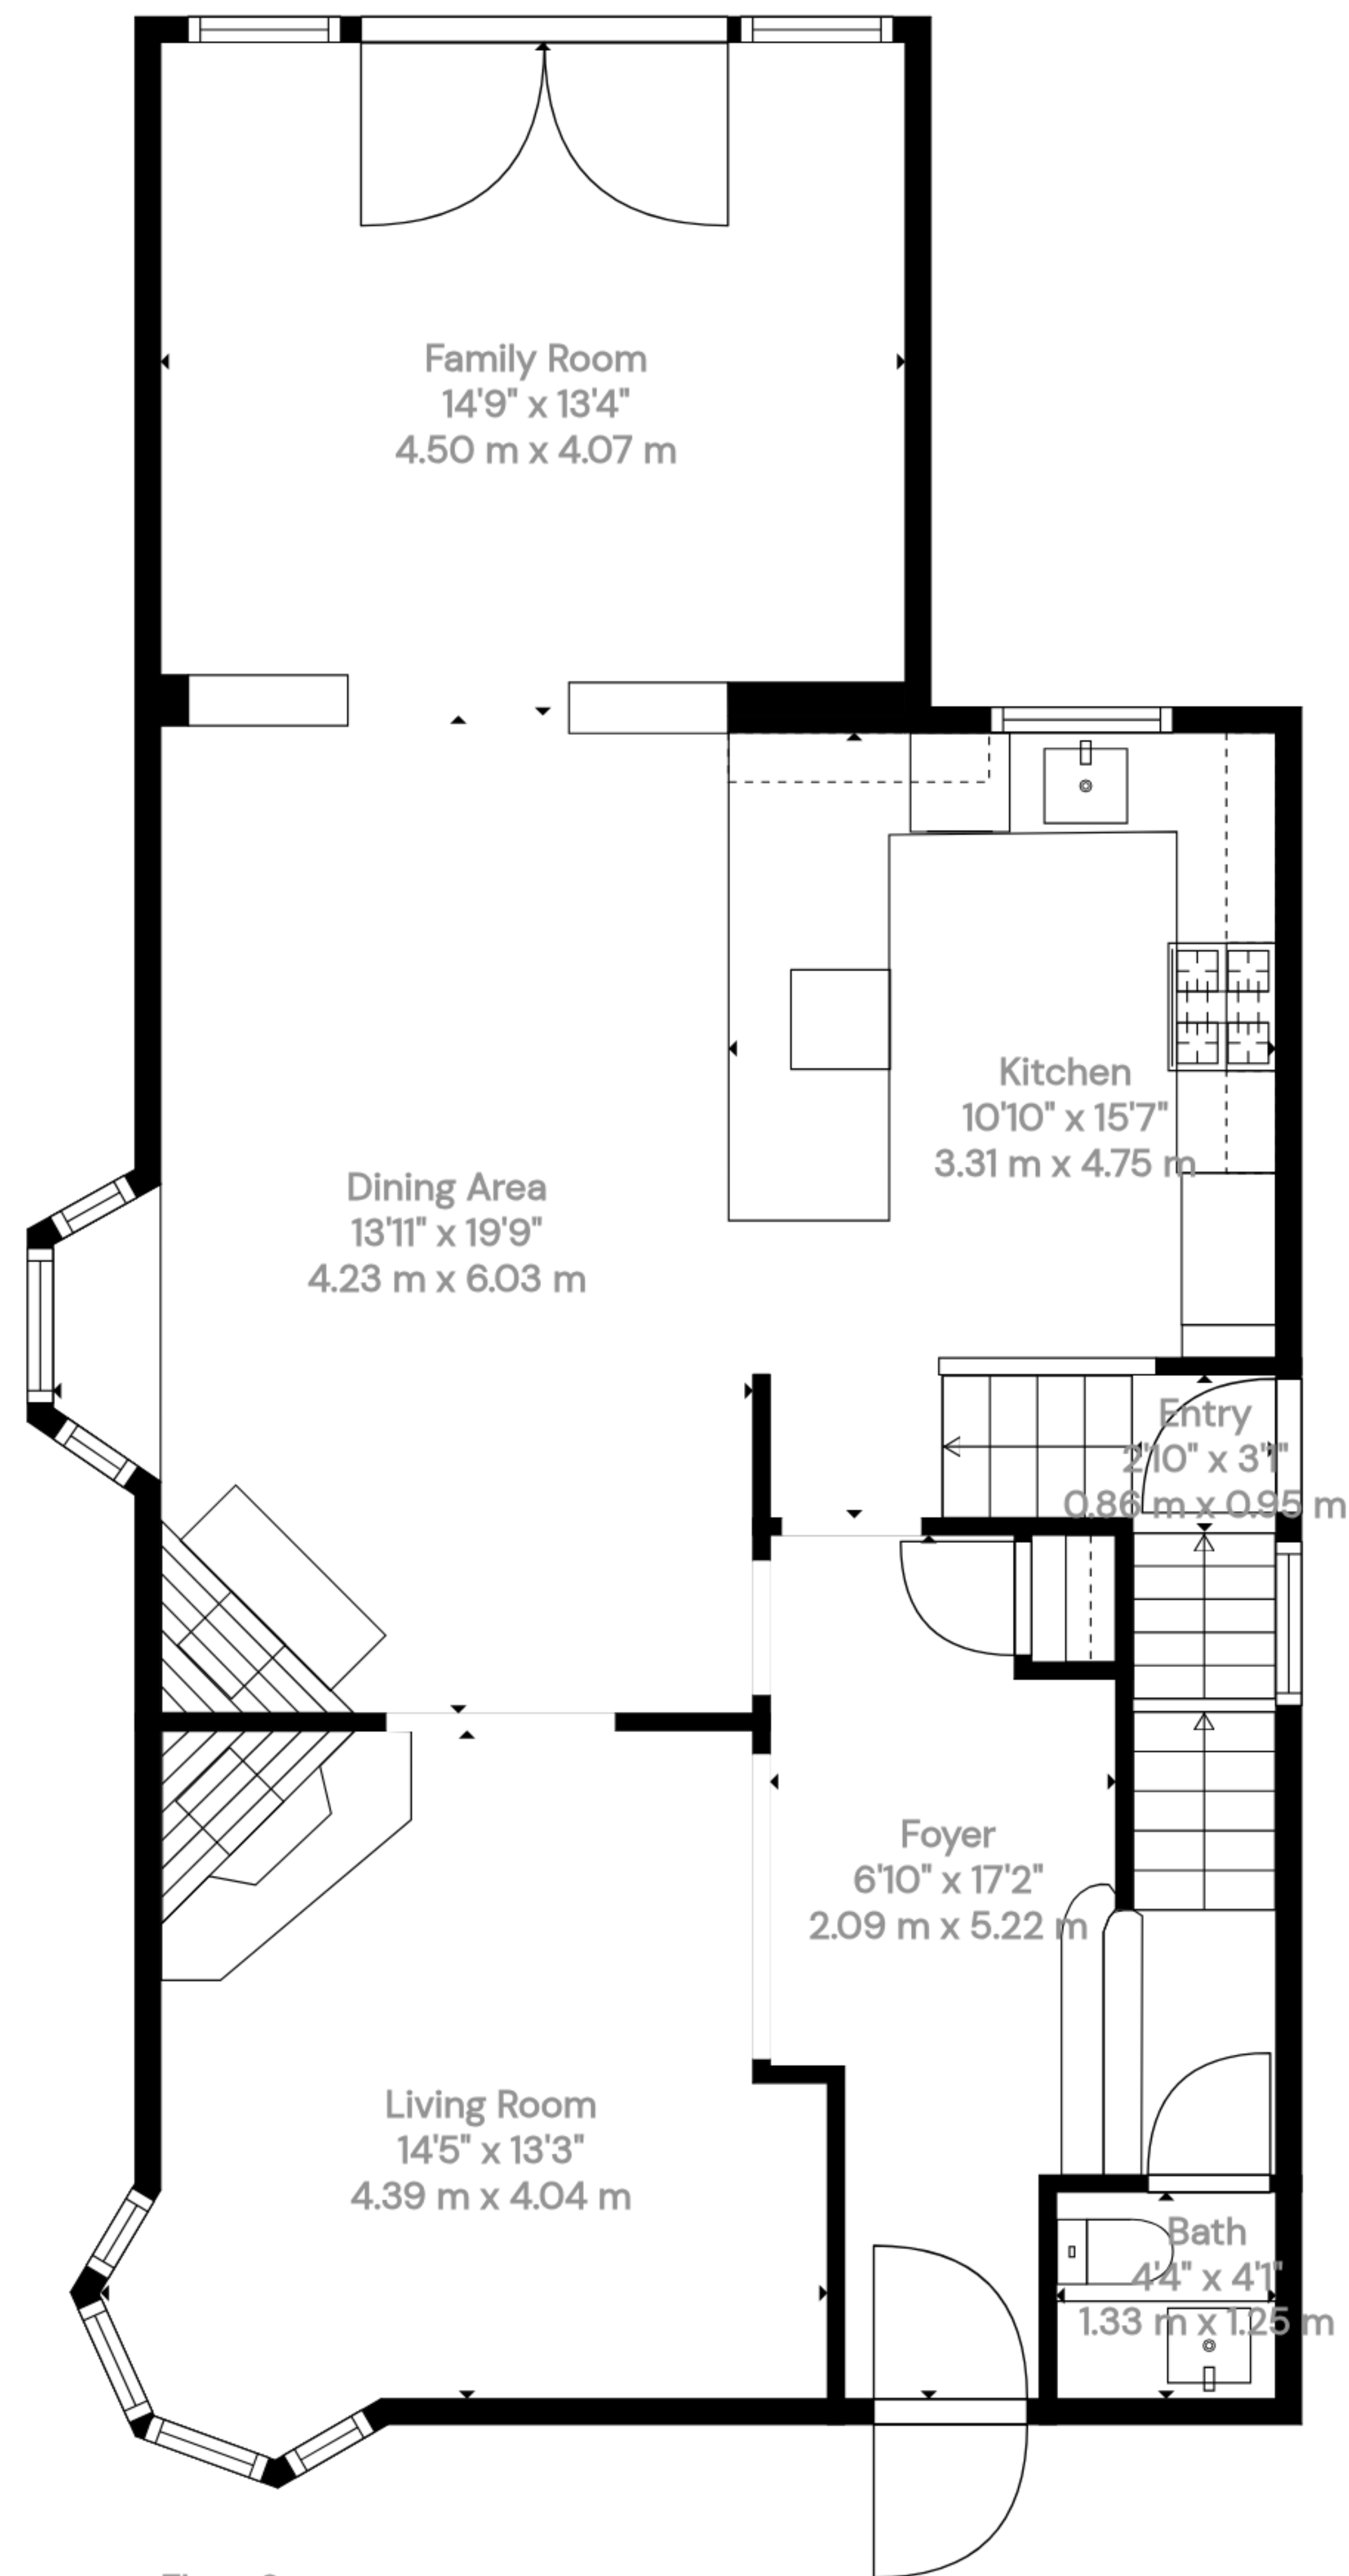 Family Room
14'9" x 13'4"
4.50 m x 4.07 m
Kitchen
10'10" x 15'7"
3.31 m x 4.75 m
Dining Area
13'11" x 19'9"
4.23 m x 6.03 m
Entry
2'10" x 3'1"
0.86 m x 0.95 m
Foyer
6'10" x 17'2"
2.09 m x 5.22 m
Living Room
14'5" x 13'3"
4.39 m x 4.04 m
Bath
4'4" x 4'1"
1.33 m x 1.25 m